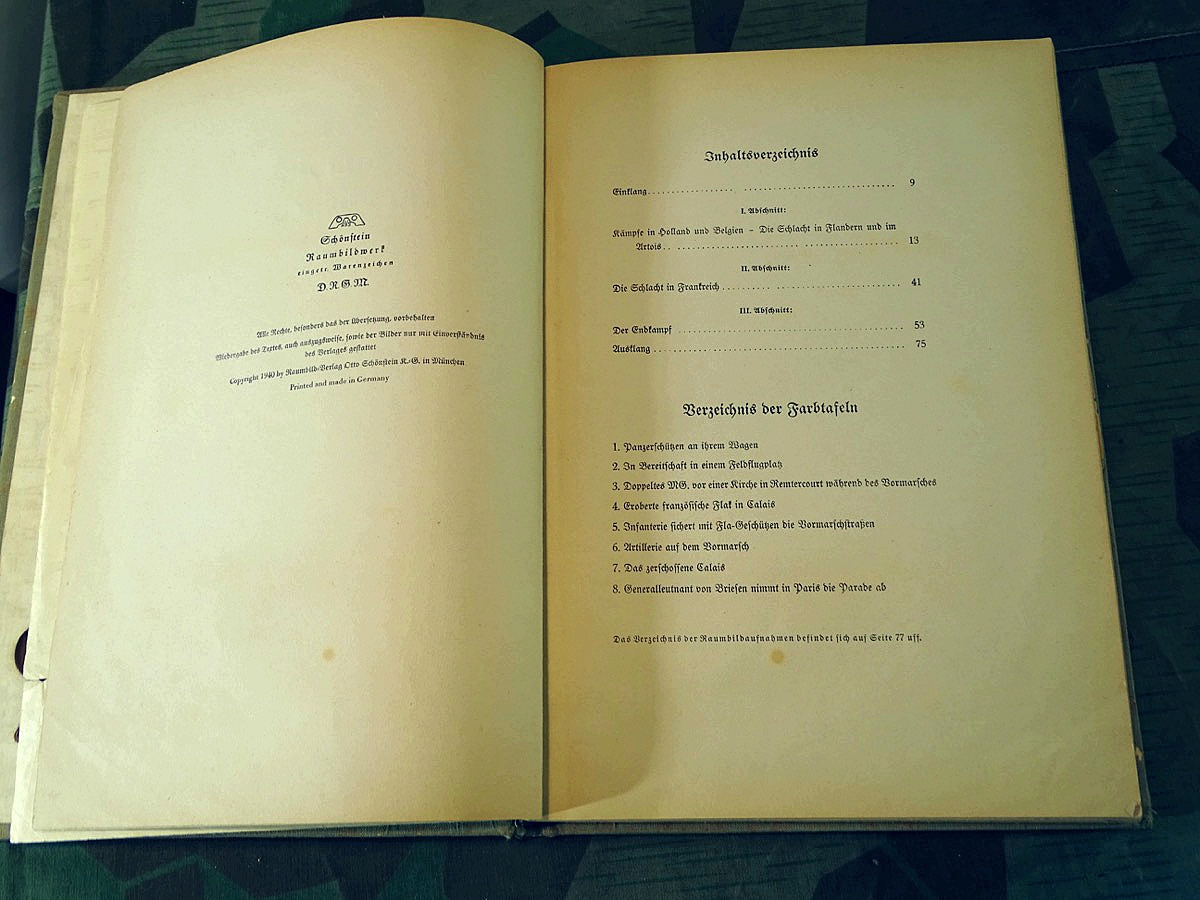 Schönstein
Raumbildwerk
eingetr. Warenzeichen
D.R.G.M.
Alle Rechte, besonders das der Übersetzung, vorbehalten
Wiedergabe des Textes, auch auszugsweise, sowie der Bilder nur mit Einverständnis
des Verlages gestattet
Copyright 1940 by Raumbild-Verlag Otto Schönstein K.-G. in München
Printed and made in Germany
Inhaltsverzeichnis
Einklang 9
I. Abschnitt:
Kämpfe in Holland und Belgien – Die Schlacht in Flandern und im
Artois 13
II. Abschnitt:
Die Schlacht in Frankreich 41
III. Abschnitt:
Der Endkampf 53
Ausklang 75
Verzeichnis der Farbtafeln
1. Panzerschützen an ihrem Wagen
2. In Bereitschaft in einem Feldflugplatz
3. Doppeltes MG. vor einer Kirche in Remtercourt während des Vormarsches
4. Eroberte französische Flak in Calais
5. Infanterie sichert mit Fla-Geschützen die Vormarschstraßen
6. Artillerie auf dem Vormarsch
7. Das zerschossene Calais
8. Generalleutnant von Briesen nimmt in Paris die Parade ab
Das Verzeichnis der Raumbildaufnahmen befindet sich auf Seite 77 uff.